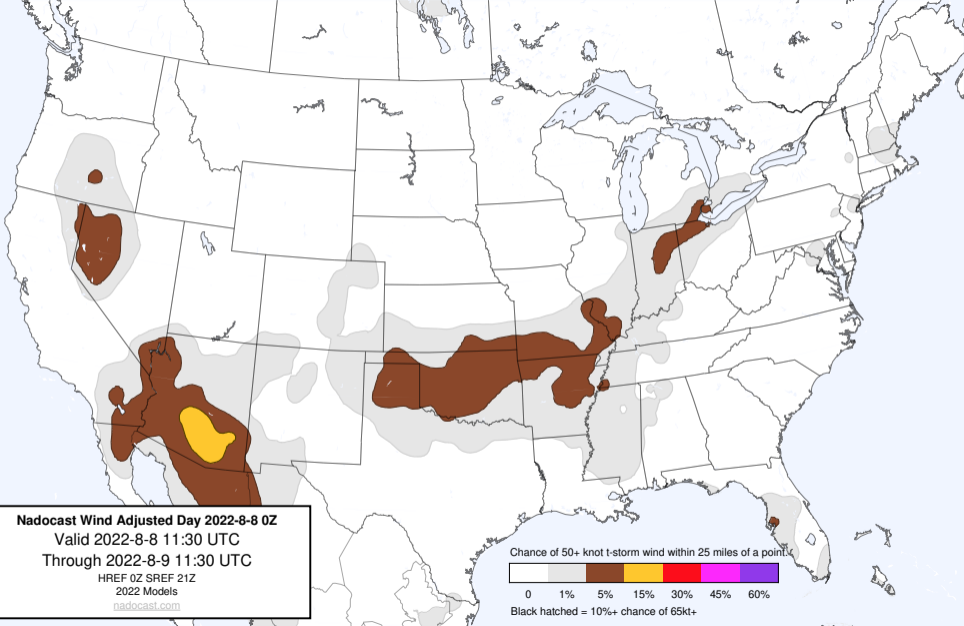 Nadocast Wind Adjusted Day 2022-8-8 0Z
Valid 2022-8-8 11:30 UTC
Through 2022-8-9 11:30 UTC
HREF 0Z SREF 21Z
2022 Models
nadocast.com
Chance of 50+ knot t-storm wind within 25 miles of a point.
0 1% 5% 15% 30% 45% 60%
Black hatched = 10%+ chance of 65kt+